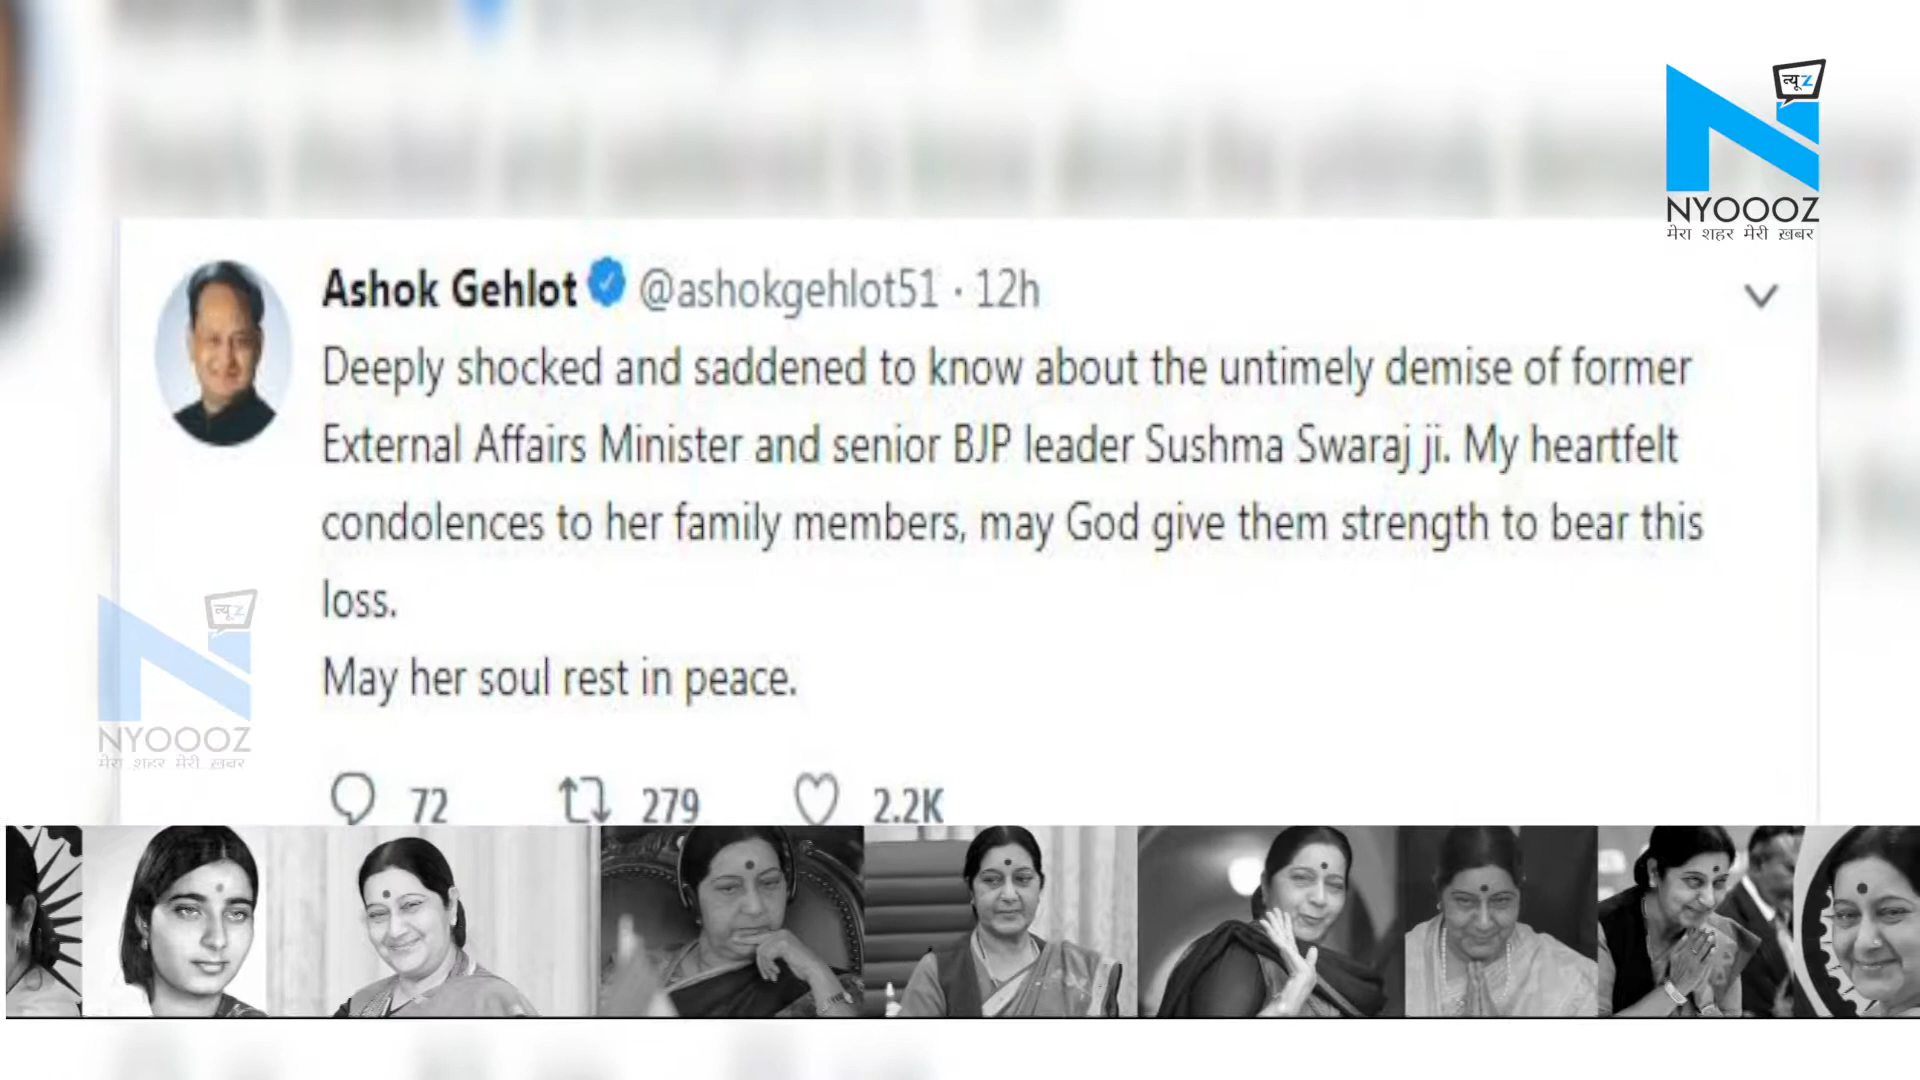 न्यूz
NYOOOZ
मेरा शहर मेरी ख़बर
Ashok Gehlot @ashokgehlot51 · 12h
Deeply shocked and saddened to know about the untimely demise of former
External Affairs Minister and senior BJP leader Sushma Swaraj ji. My heartfelt
condolences to her family members, may God give them strength to bear this
loss.
May her soul rest in peace.
न्यूz
NYOOOZ
मेरा शहर मेरी ख़बर
72 279 2.2K